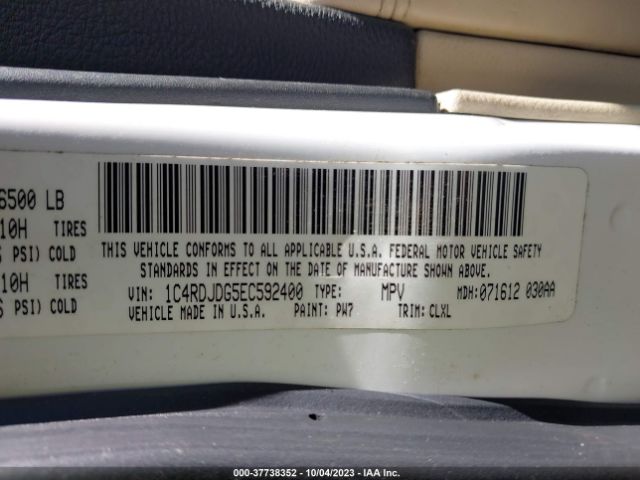 6500 LB
10H TIRES
PSI) COLD
10H TIRES
PSI) COLD
THIS VEHICLE CONFORMS TO ALL APPLICABLE U.S.A. FEDERAL MOTOR VEHICLE SAFETY
STANDARDS IN EFFECT ON THE DATE OF MANUFACTURE SHOWN ABOVE.
VIN: 1C4RDJDG5EC592400 TYPE: MPV MDH:071612 030AA
VEHICLE MADE IN U.S.A. PAINT: PW7 TRIM: CLXL
000-37738352 - 10/04/2023 - IAA Inc.